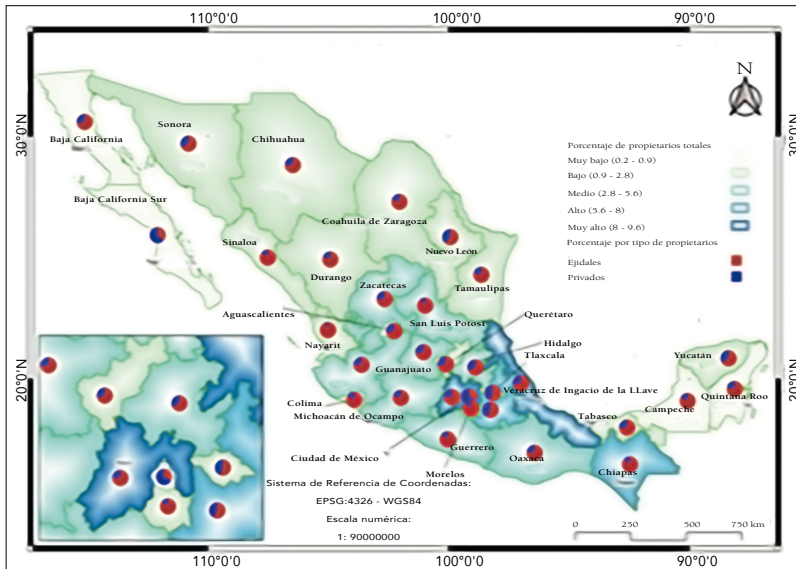 110°0'0
100°0'0
90°0'0
N
30°0'N
30°0'N
Baja California
Sonora
Chihuahua
Porcentaje de propietarios totales
Muy bajo (0.2 - 0.9)
Bajo (0.9 - 2.8)
Medio (2.8 - 5.6)
Alto (5.6 - 8)
Muy alto (8 - 9.6)
Porcentaje por tipo de propietarios
Ejidales
Privados
Baja California Sur
Coahuila de Zaragoza
Sinaloa
Nuevo León
Durango
Tamaulipas
Zacatecas
Aguascalientes
San Luis Potosí
Querétaro
Nayarit
Hidalgo
Tlaxcala
Guanajuato
Yucatán
20°0'N
20°0'N
Veracruz de Ingacio de la LLave
Quintana Roo
Colima
Campeche
Michoacán de Ocampo
Tabasco
Guerrero
Ciudad de México
Oaxaca
Chiapas
Morelos
Sistema de Referencia de Coordenadas:
EPSG:4326 - WGS84
Escala numérica:
1: 90000000
0 250 500 750 km
110°0'0
100°0'0
90°0'0